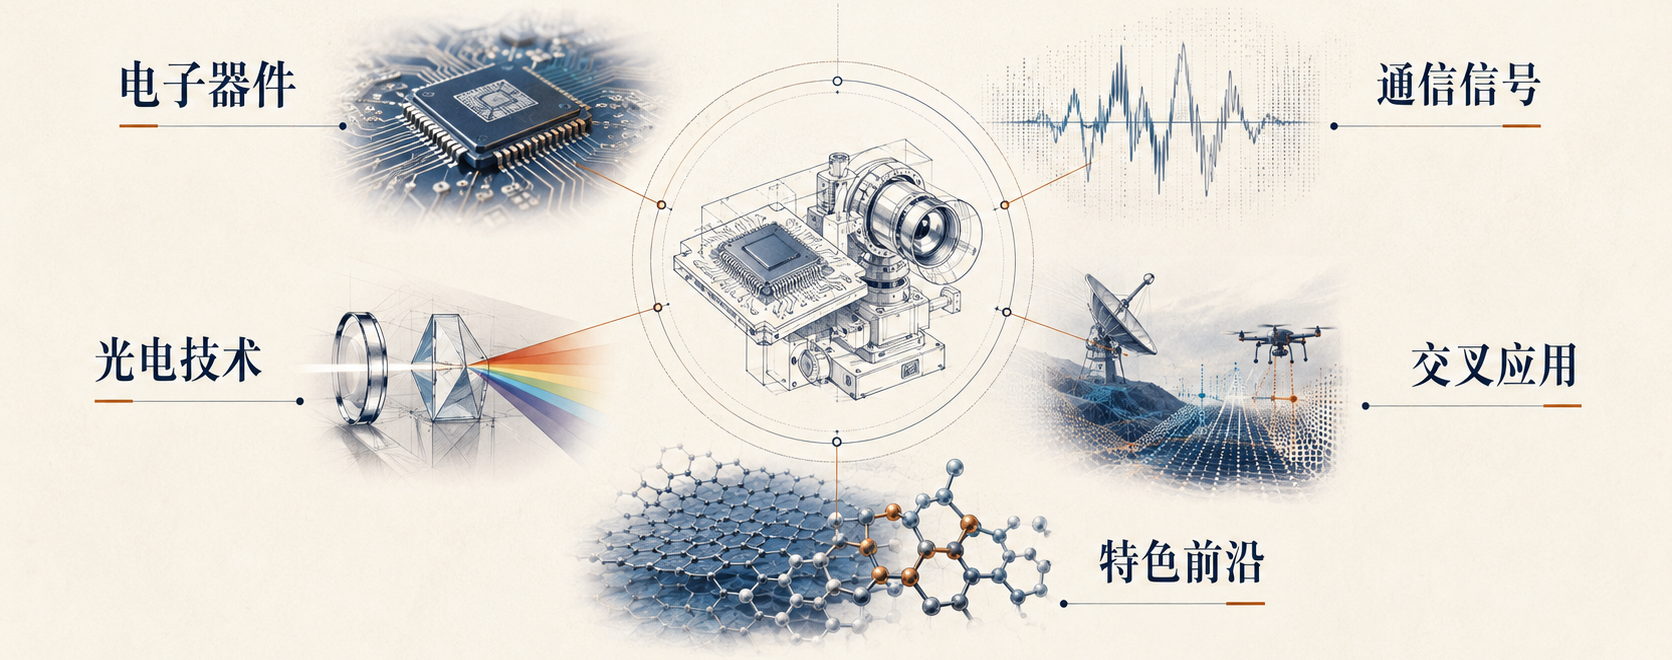 电子器件
通信信号
光电技术
交叉应用
特色前沿